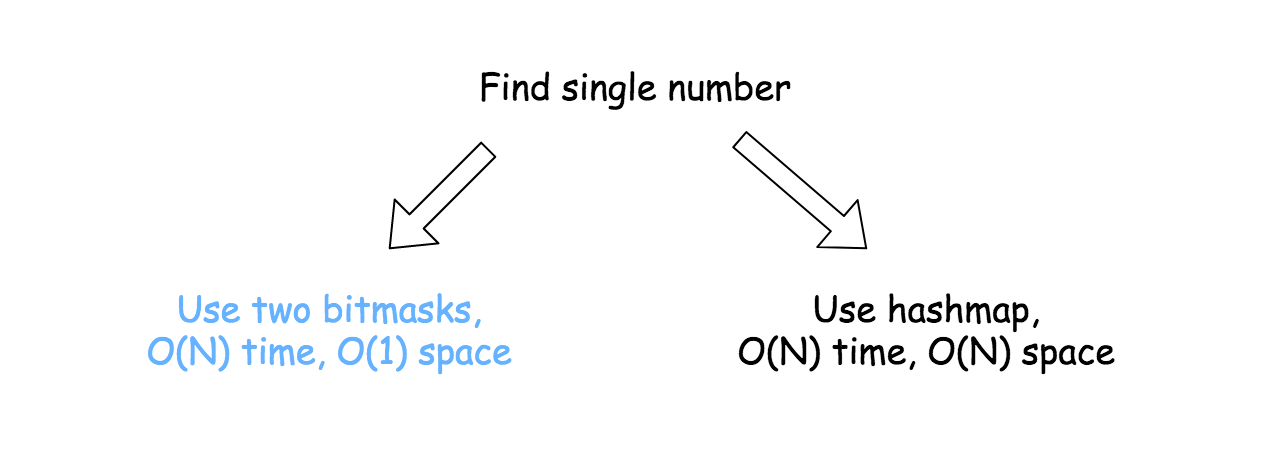 Find single number
Use two bitmasks,
O(N) time, O(1) space
Use hashmap,
O(N) time, O(N) space